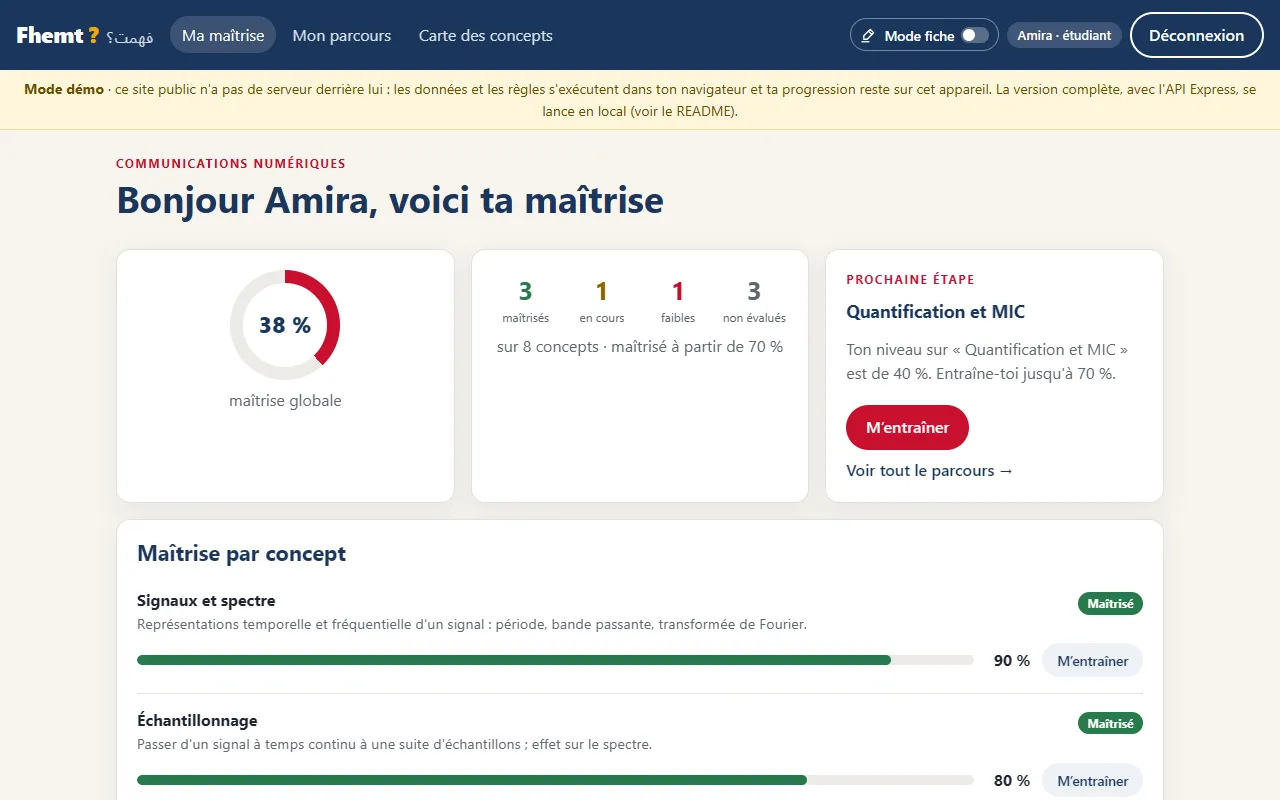 Fhemt ? فهمت؟
Ma maîtrise
Mon parcours
Carte des concepts
Mode fiche
Amira · étudiant
Déconnexion
Mode démo · ce site public n'a pas de serveur derrière lui : les données et les règles s'exécutent dans ton navigateur et ta progression reste sur cet appareil. La version complète, avec l'API Express, se
lance en local (voir le README).
COMMUNICATIONS NUMÉRIQUES
Bonjour Amira, voici ta maîtrise
38 %
maîtrise globale
3
maîtrisés
1
en cours
1
faibles
3
non évalués
sur 8 concepts · maîtrisé à partir de 70 %
PROCHAINE ÉTAPE
Quantification et MIC
Ton niveau sur « Quantification et MIC »
est de 40 %. Entraîne-toi jusqu'à 70 %.
M'entraîner
Voir tout le parcours →
Maîtrise par concept
Signaux et spectre
Maîtrisé
Représentations temporelle et fréquentielle d'un signal : période, bande passante, transformée de Fourier.
90 %
M'entraîner
Échantillonnage
Maîtrisé
Passer d'un signal à temps continu à une suite d'échantillons ; effet sur le spectre.
80 %
M'entraîner